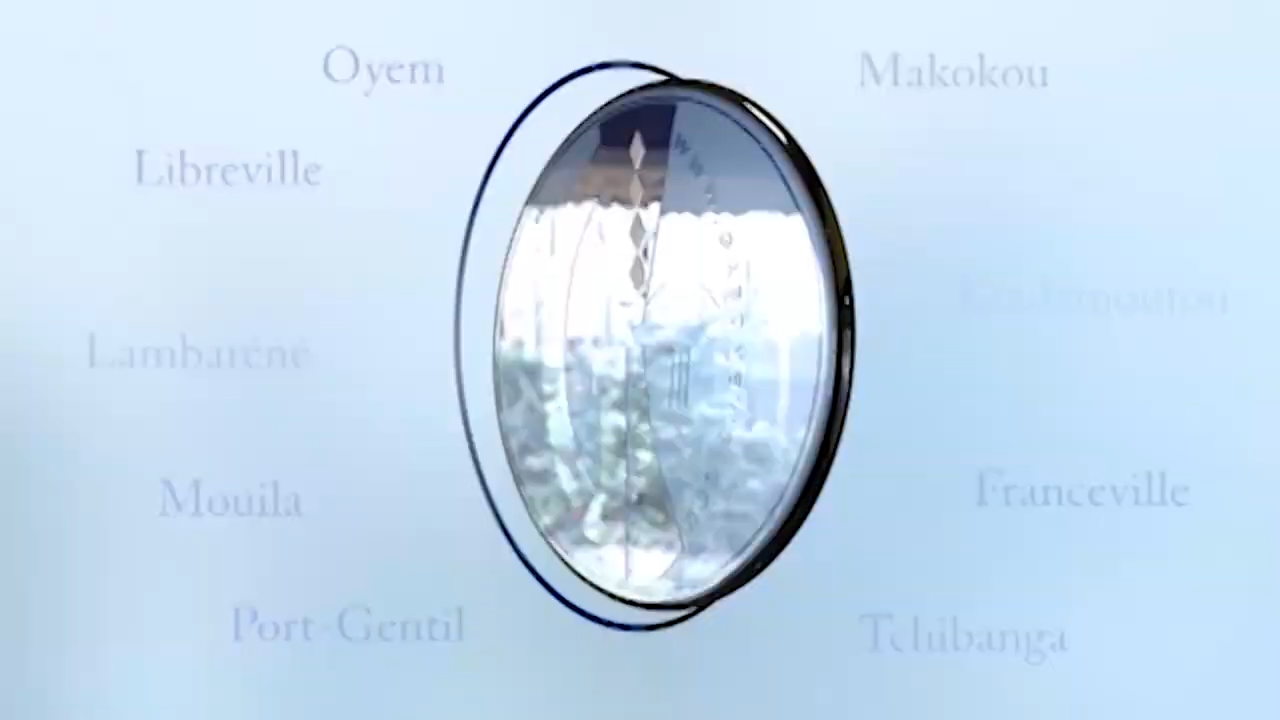 Oyem
Makokou
Libreville
Lambaréné
Mouila
Franceville
Port-Gentil
Tchibanga